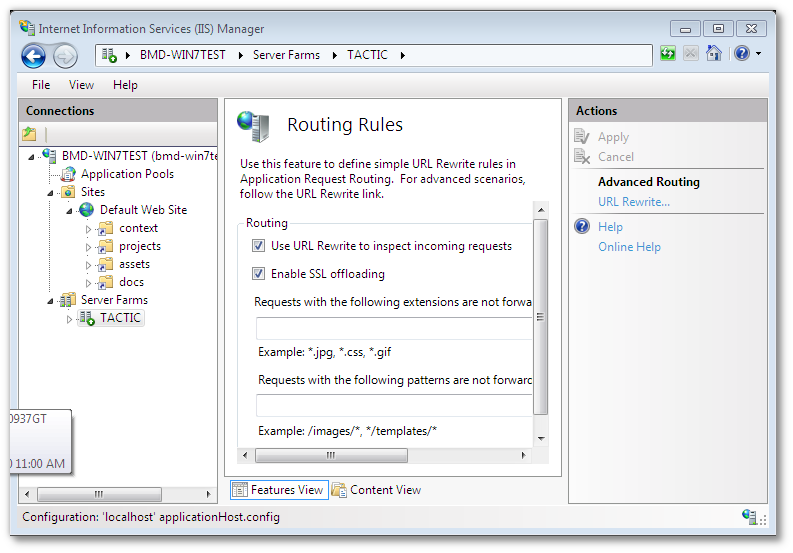 Internet Information Services (IIS) Manager
BMD-WIN7TEST Server Farms TACTIC
File View Help
Connections
BMD-WIN7TEST (bmd-win7te
Application Pools
Sites
Default Web Site
context
projects
assets
docs
Server Farms
TACTIC
0937GT
11:00 AM
Routing Rules
Use this feature to define simple URL Rewrite rules in
Application Request Routing. For advanced scenarios,
follow the URL Rewrite link.
Routing
Use URL Rewrite to inspect incoming requests
Enable SSL offloading
Requests with the following extensions are not forwa
Example: *.jpg, *.css, *.gif
Requests with the following patterns are not forward
Example: /images/*, */templates/*
Features View Content View
Actions
Apply
Cancel
Advanced Routing
URL Rewrite...
Help
Online Help
Configuration: 'localhost' applicationHost.config